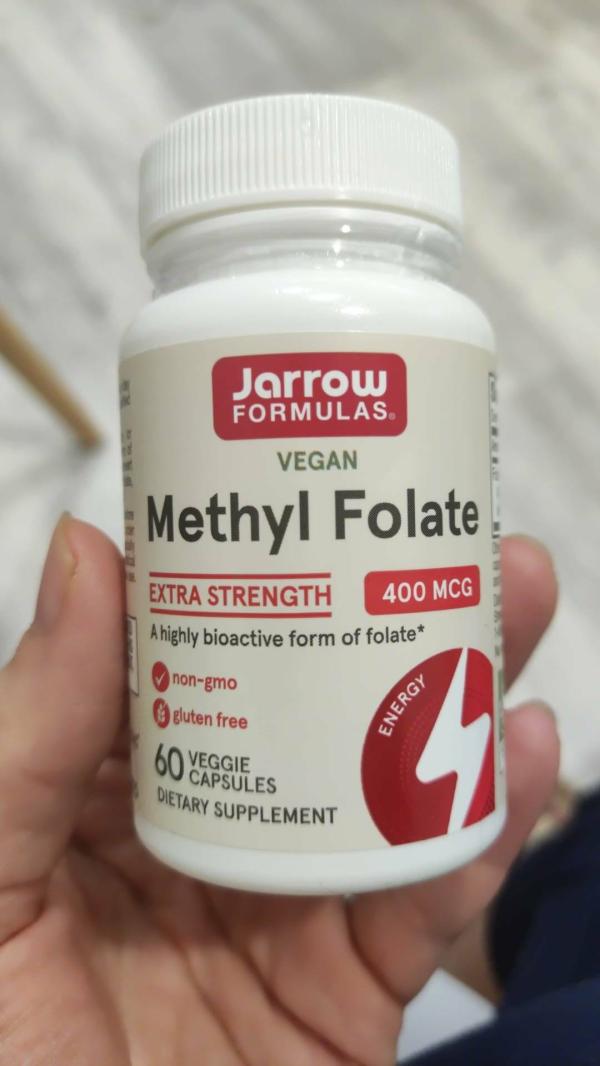 Jarrow
FORMULAS®
VEGAN
Methyl Folate
EXTRA STRENGTH
400 MCG
A highly bioactive form of folate*
non-gmo
gluten free
ENERGY
60 VEGGIE
CAPSULES
DIETARY SUPPLEMENT